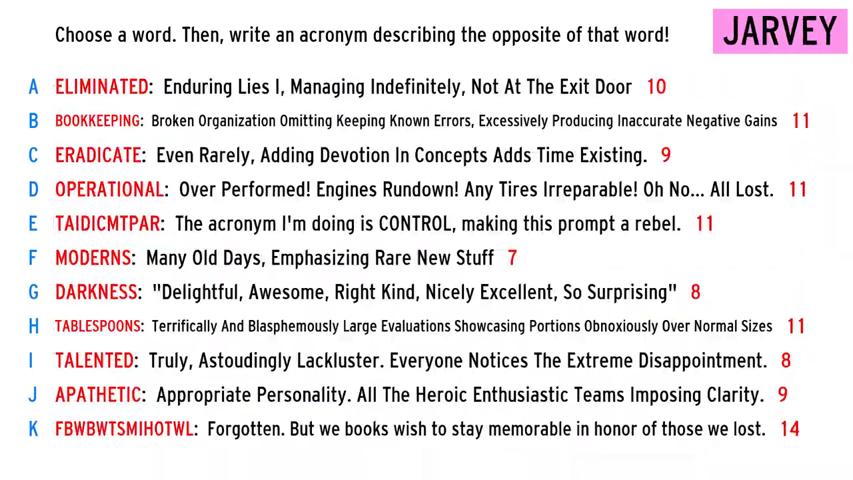 Choose a word. Then, write an acronym describing the opposite of that word!
JARVEY
A ELIMINATED: Enduring Lies I, Managing Indefinitely, Not At The Exit Door 10
B BOOKKEEPING: Broken Organization Omitting Keeping Known Errors, Excessively Producing Inaccurate Negative Gains 11
C ERADICATE: Even Rarely, Adding Devotion In Concepts Adds Time Existing. 9
D OPERATIONAL: Over Performed! Engines Rundown! Any Tires Irreparable! Oh No... All Lost. 11
E TAIDICMTPAR: The acronym I'm doing is CONTROL, making this prompt a rebel. 11
F MODERNS: Many Old Days, Emphasizing Rare New Stuff 7
G DARKNESS: "Delightful, Awesome, Right Kind, Nicely Excellent, So Surprising" 8
H TABLESPOONS: Terrifically And Blasphemously Large Evaluations Showcasing Portions Obnoxiously Over Normal Sizes 11
I TALENTED: Truly, Astoudingly Lackluster. Everyone Notices The Extreme Disappointment. 8
J APATHETIC: Appropriate Personality. All The Heroic Enthusiastic Teams Imposing Clarity. 9
K FBWBWTSMIHOTWL: Forgotten. But we books wish to stay memorable in honor of those we lost. 14